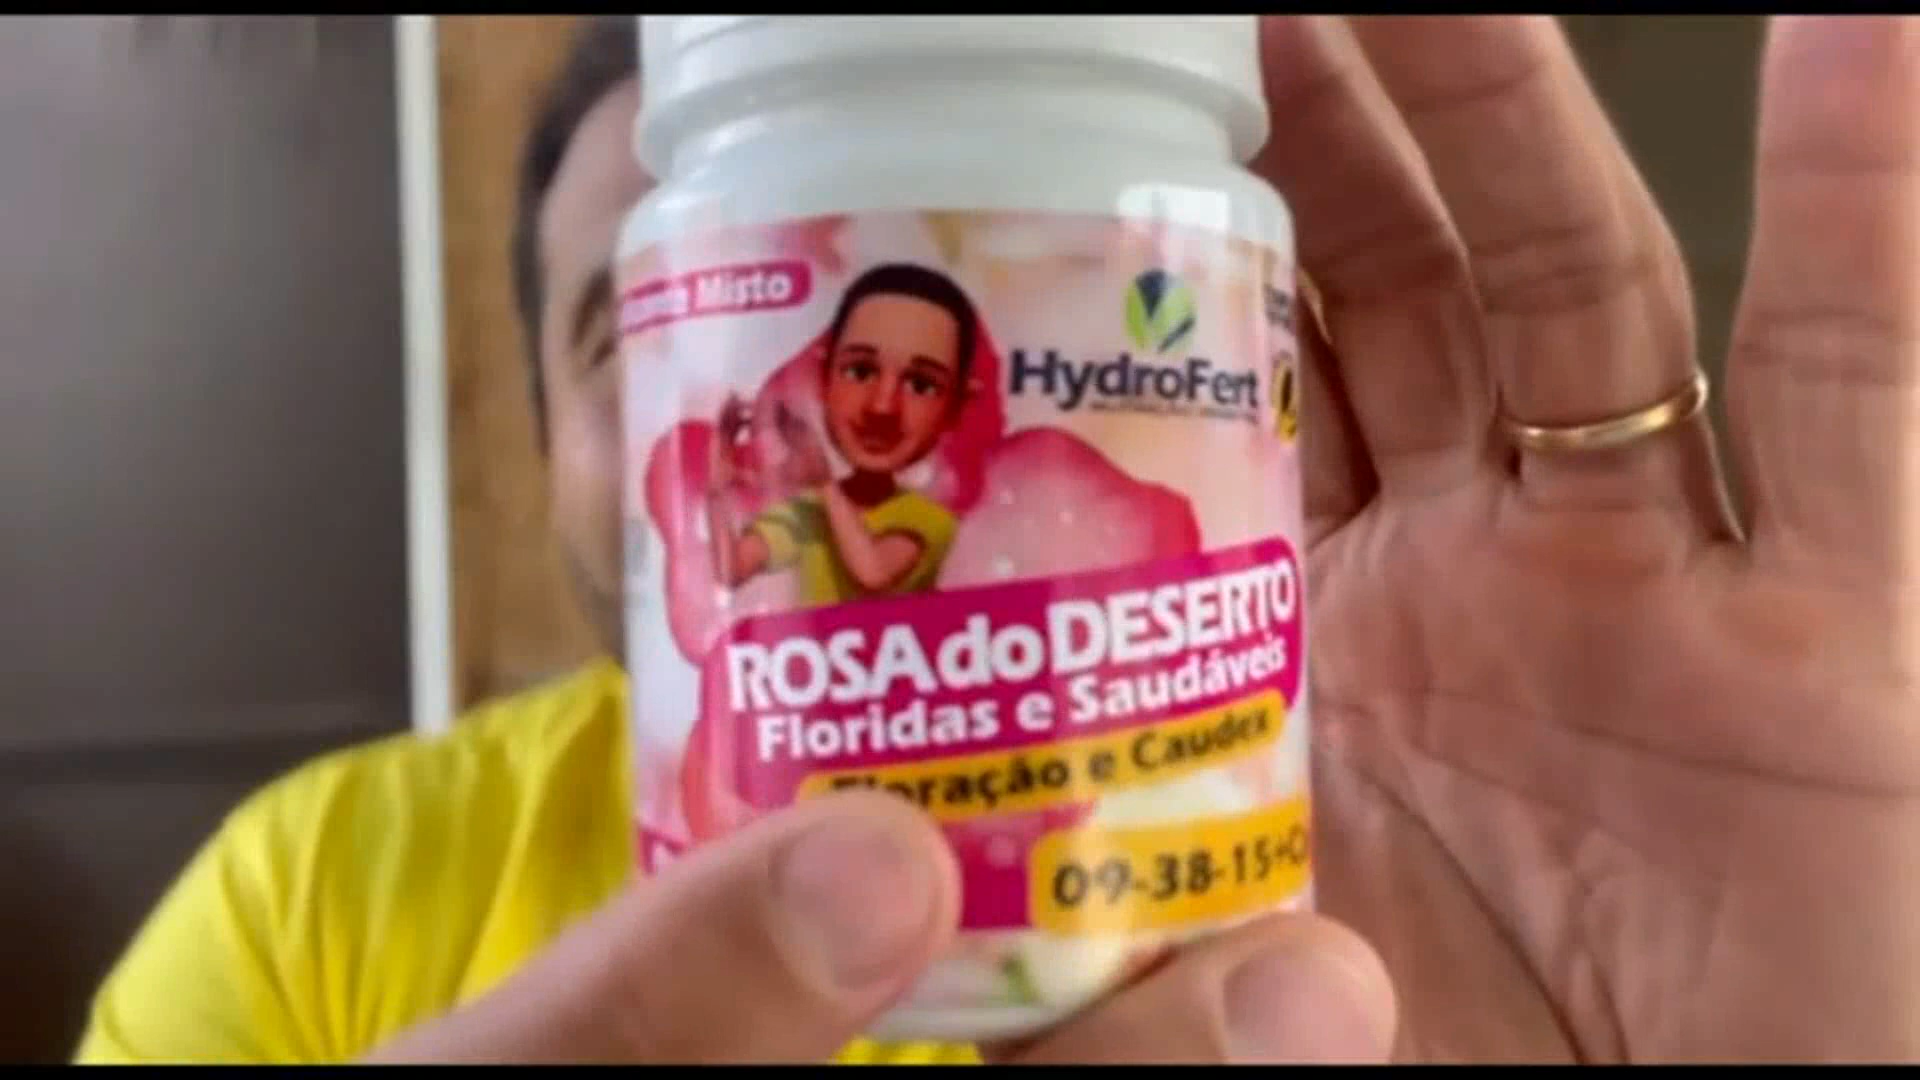 Misto
HydroFert
ROSA do DESERTO
Floridas e Saudáveis
Floração e Caudex
09-38-15+